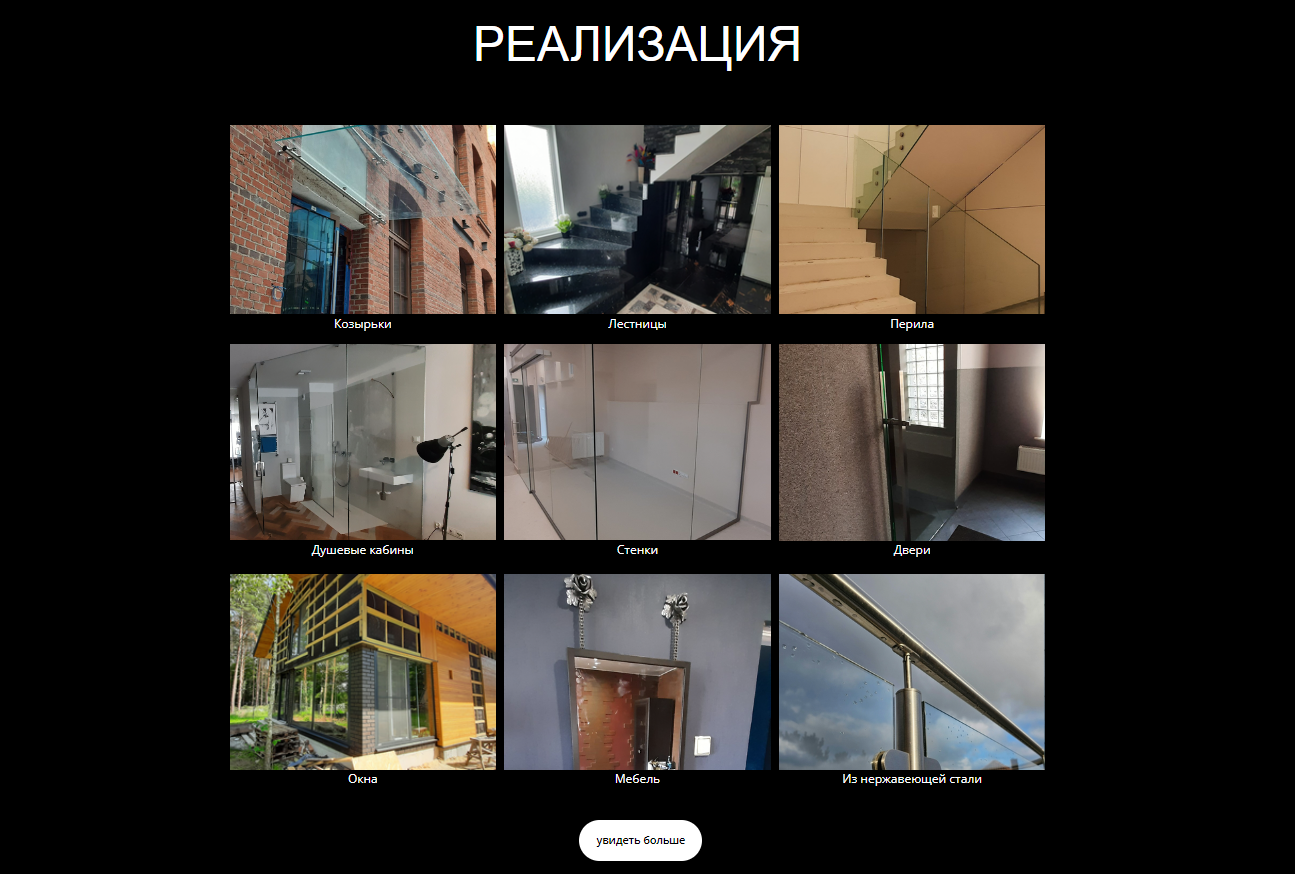 РЕАЛИЗАЦИЯ
Козырьки
Лестницы
Перила
Душевые кабины
Стенки
Двери
Окна
Мебель
Из нержавеющей стали
увидеть больше